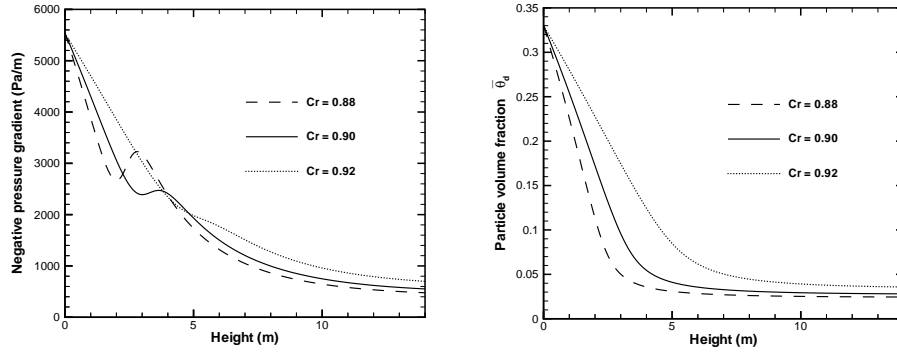 Negative pressure gradient (Pa/m)
6000
5000
4000
3000
2000
1000
0
Cr = 0.88
Cr = 0.90
Cr = 0.92
0 5 10
Height (m)
Particle volume fraction θ̅d
0.35
0.3
0.25
0.2
0.15
0.1
0.05
0
Cr = 0.88
Cr = 0.90
Cr = 0.92
0 5 10
Height (m)